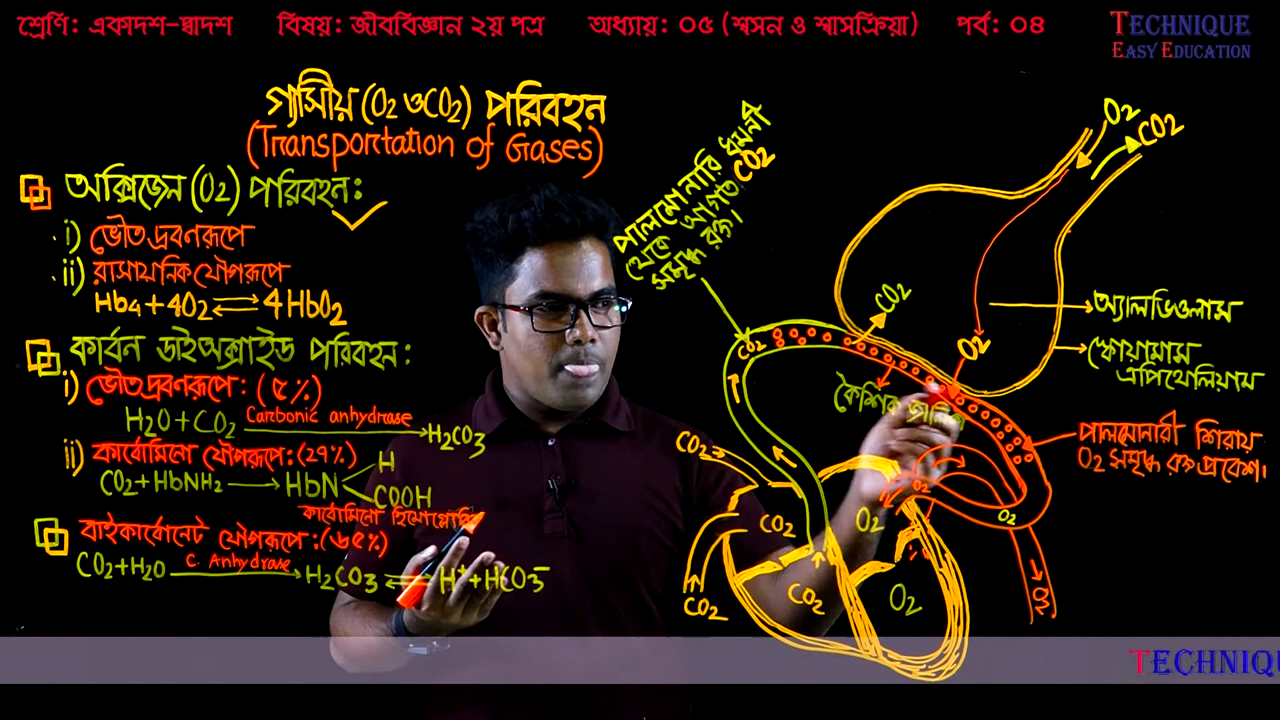 শ্রেণি: একাদশ-দ্বাদশ বিষয়: জীববিজ্ঞান ২য় পত্র অধ্যায়: ০৫ (শ্বসন ও শ্বাসক্রিয়া) পর্ব: ০৪
TECHNIQUE
EASY EDUCATION
গ্যাসীয় (O2 ও CO2) পরিবহন
(Transportation of Gases)
অক্সিজেন (O2) পরিবহন:
i) ভৌত দ্রবণরূপে
ii) রাসায়নিক যৌগরূপে
Hb4 + 4O2 ⇌ 4HbO2
কার্বন ডাইঅক্সাইড পরিবহন:
i) ভৌত দ্রবণরূপে: (৫%)
H2O + CO2 Carbonic anhydrase → H2CO3
ii) কার্বামিনো যৌগরূপে: (২৭%)
CO2 + HbNH2 → HbN
H
COOH
কার্বামিনো
বাইকার্বোনেট যৌগরূপে: (৬৫%)
CO2 + H2O C. Anhydrase → H2CO3 ⇌ H+ + HCO3-
পালমোনারি ধমনী
থেকে আগত CO2
সমৃদ্ধ রক্ত।
O2
CO2
CO2
O2
CO2
অ্যালভিওলাস
স্কোয়ামাস
এপিথেলিয়াম
কৈশিক
পালমোনারী শিরায়
O2 সমৃদ্ধ রক্ত প্রবেশ।
CO2
CO2
O2
O2
O2
CO2
CO2
O2
O2
TECHNIQU